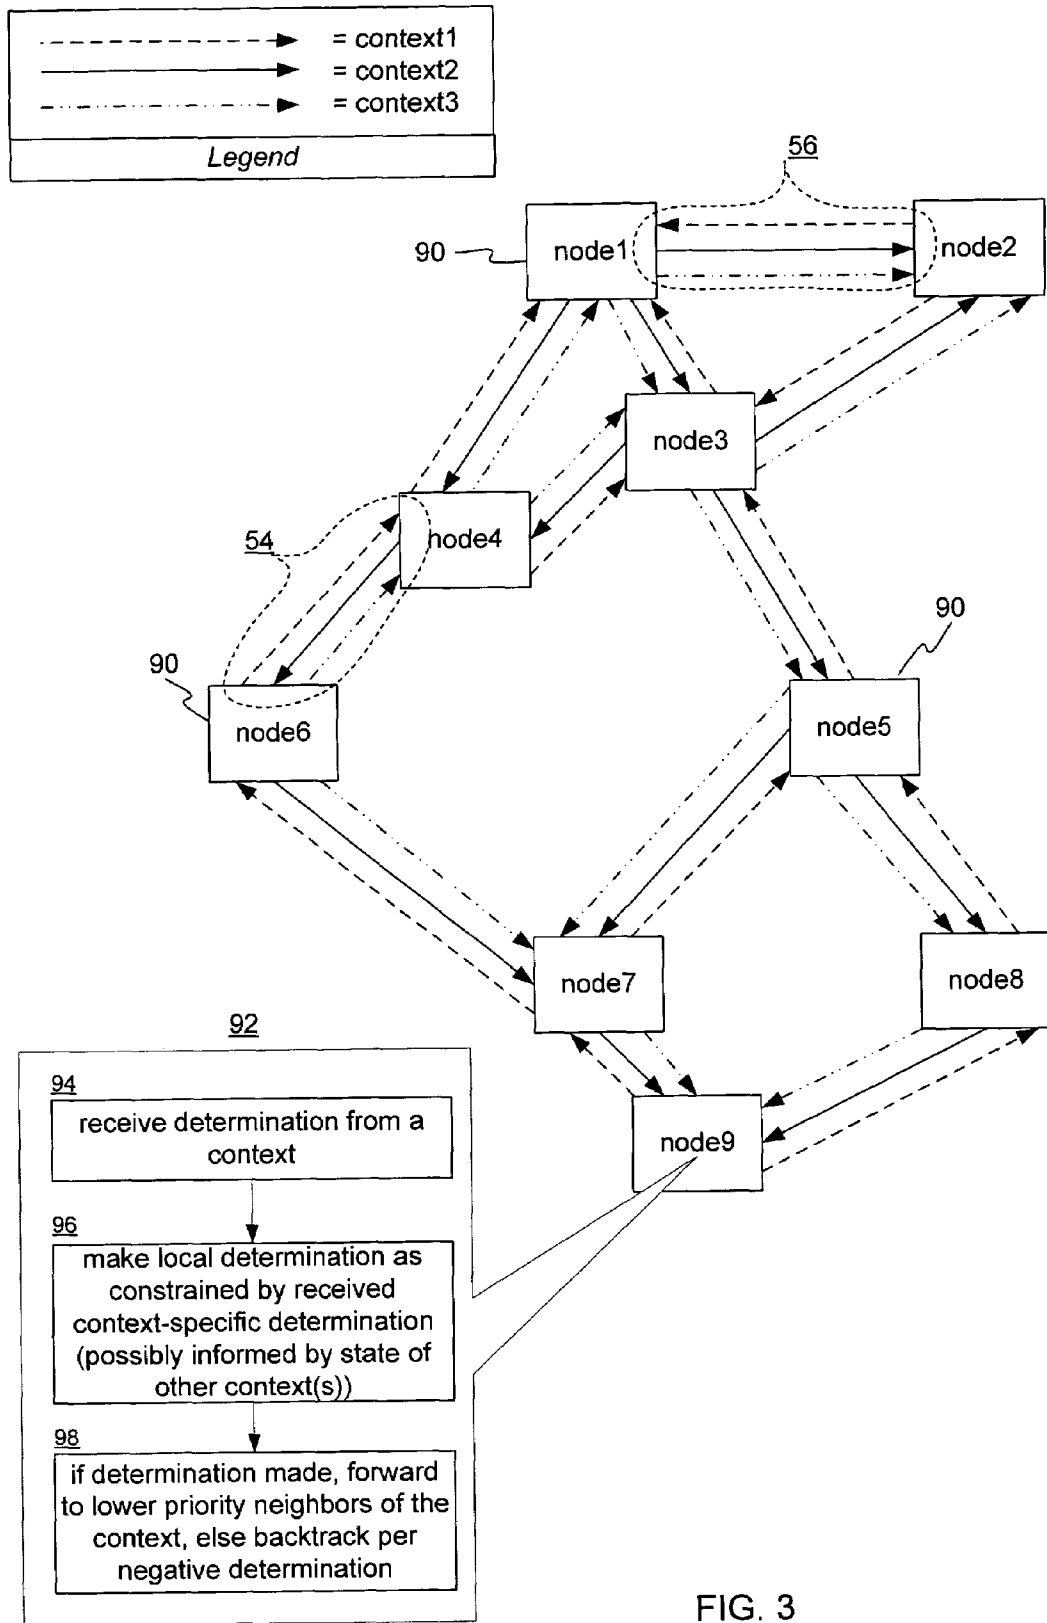 = context1
= context2
= context3
Legend
56
90
node1
node2
node3
54
node4
90
90
node6
node5
node7
node8
92
94
receive determination from a
context
node9
96
make local determination as
constrained by received
context-specific determination
(possibly informed by state of
other context(s))
98
if determination made, forward
to lower priority neighbors of the
context, else backtrack per
negative determination
FIG. 3